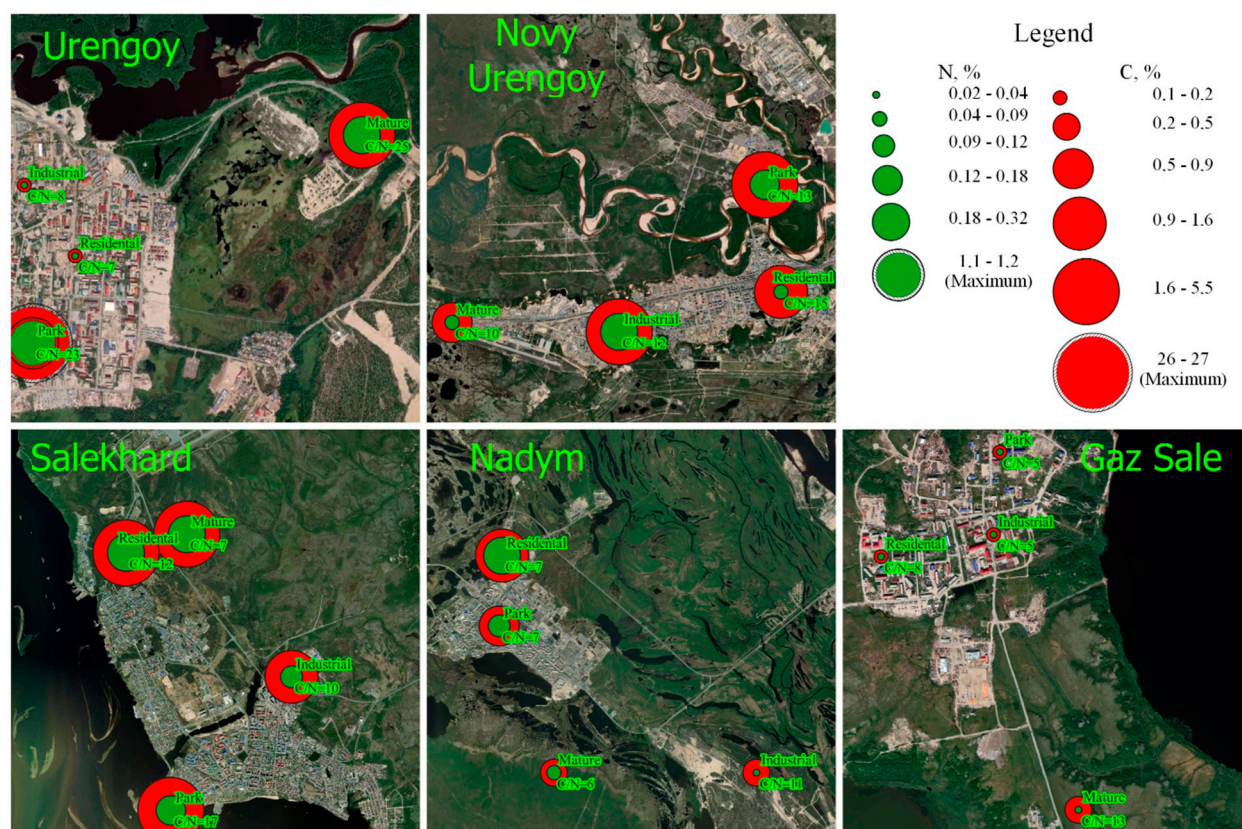 Urengoy
Mature
C/N=25
Industrial
C/N=8
Residental
C/N=7
Park
C/N=23
Novy
Urengoy
Park
C/N=13
Residental
C/N=15
Mature
C/N=10
Industrial
C/N=12
Legend
N, %
0.02 - 0.04
0.04 - 0.09
0.09 - 0.12
0.12 - 0.18
0.18 - 0.32
1.1 - 1.2
(Maximum)
C, %
0.1 - 0.2
0.2 - 0.5
0.5 - 0.9
0.9 - 1.6
1.6 - 5.5
26 - 27
(Maximum)
Salekhard
Mature
C/N=7
Residental
C/N=12
Industrial
C/N=10
Park
C/N=17
Nadym
Residental
C/N=7
Park
C/N=7
Mature
C/N=6
Industrial
C/N=11
Gaz Sale
Park
C/N=5
Industrial
C/N=5
Residental
C/N=8
Mature
C/N=13